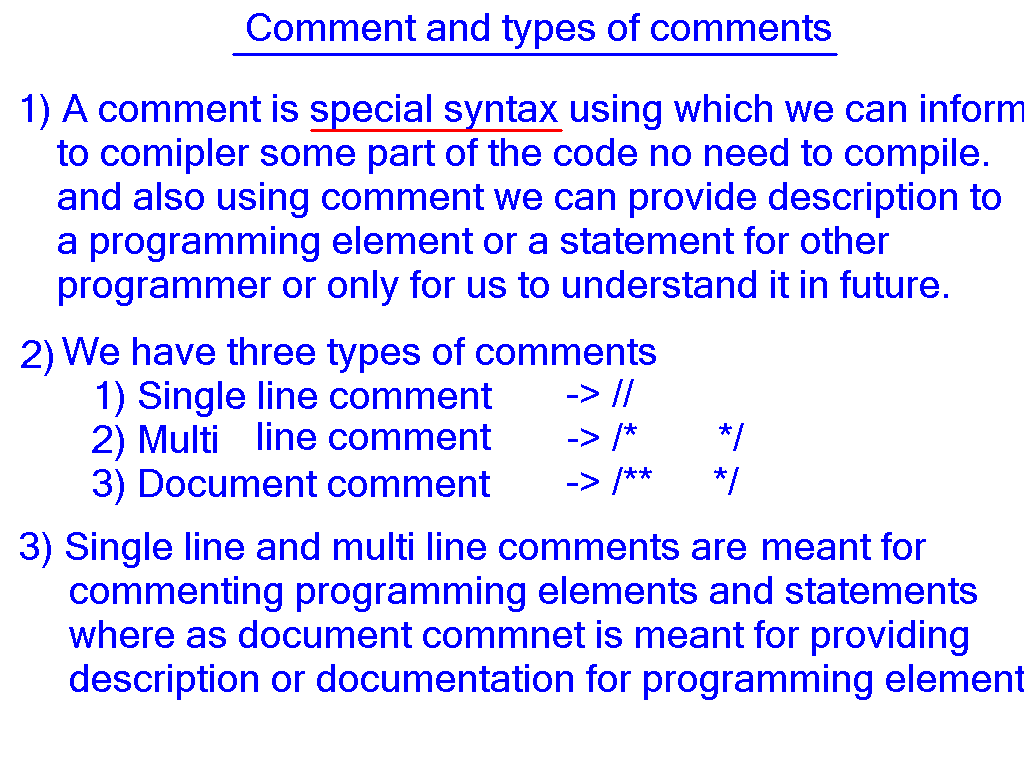 Comment and types of comments
1) A comment is special syntax using which we can inform
to comipler some part of the code no need to compile.
and also using comment we can provide description to
a programming element or a statement for other
programmer or only for us to understand it in future.
2) We have three types of comments
1) Single line comment -> //
2) Multi line comment -> /* */
3) Document comment -> /** */
3) Single line and multi line comments are meant for
commenting programming elements and statements
where as document commnet is meant for providing
description or documentation for programming element